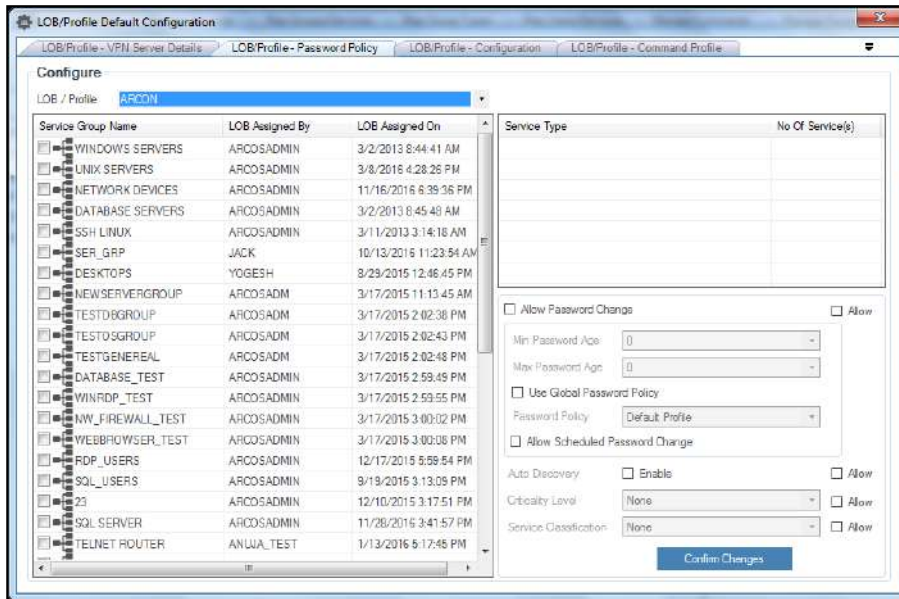 LOB/Profile Default Configuration
LOB/Profile - VPN Server Details LOB/Profile - Password Policy LOB/Profile - Configuration LOB/Profile - Command Profile
Configure
LOB / Profile ARCON
Service Group Name LOB Assigned By LOB Assigned On
WINDOWS SERVERS ARCOSADMIN 3/2/2013 8:44:41 AM
UNIX SERVERS ARCOSADMIN 3/8/2016 4:28:26 PM
NETWORK DEVICES ARCOSADMIN 11/16/2016 6:39:36 PM
DATABASE SERVERS ARCOSADMIN 3/2/2013 8:45:48 AM
SSH LINUX ARCOSADMIN 3/11/2013 3:14:18 AM
SER_GRP JACK 10/13/2016 11:23:54 AM
DESKTOPS YOGESH 8/29/2015 12:46:45 PM
NEWSERVERGROUP ARCOSADM 3/17/2015 11:13:45 AM
TESTDBGROUP ARCOSADM 3/17/2015 2:02:38 PM
TESTOSGROUP ARCOSADM 3/17/2015 2:02:43 PM
TESTGENEREAL ARCOSADM 3/17/2015 2:02:48 PM
DATABASE_TEST ARCOSADMIN 3/17/2015 2:59:49 PM
WINRDP_TEST ARCOSADMIN 3/17/2015 2:59:55 PM
NW_FIREWALL_TEST ARCOSADMIN 3/17/2015 3:00:02 PM
WEBBROWSER_TEST ARCOSADMIN 3/17/2015 3:00:08 PM
RDP_USERS ARCOSADMIN 12/17/2015 5:59:54 PM
SQL_USERS ARCOSADMIN 9/19/2015 3:13:09 PM
23 ARCOSADMIN 12/10/2015 3:17:51 PM
SQL SERVER ARCOSADMIN 11/28/2016 3:41:57 PM
TELNET ROUTER ANUJA_TEST 1/13/2016 5:17:45 PM
Service Type No Of Service(s)
Allow Password Change Allow
Min Password Age 0
Max Password Age 0
Use Global Password Policy
Password Policy Default Profile
Allow Scheduled Password Change
Auto Discovery Enable Allow
Criticality Level None Allow
Service Classification None Allow
Confirm Changes